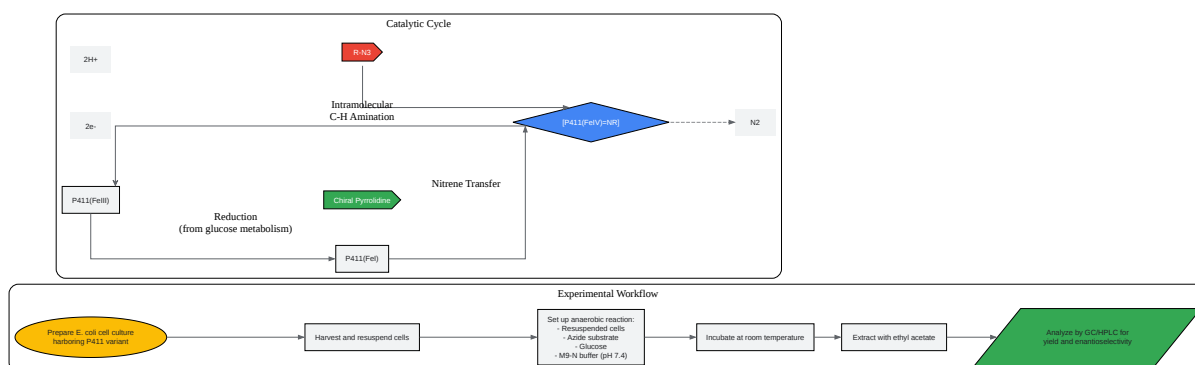 Catalytic Cycle
2H+
R-N3
Intramolecular
C-H Amination
2e-
[P411(FeIV)=NR]
N2
Nitrene Transfer
P411(FeIII)
Chiral Pyrrolidine
Reduction
(from glucose metabolism)
P411(FeI)
Experimental Workflow
Prepare E. coli cell culture
harboring P411 variant
Harvest and resuspend cells
Set up anaerobic reaction:
- Resuspended cells
- Azide substrate
- Glucose
- M9-N buffer (pH 7.4)
Incubate at room temperature
Extract with ethyl acetate
Analyze by GC/HPLC for
yield and enantioselectivity